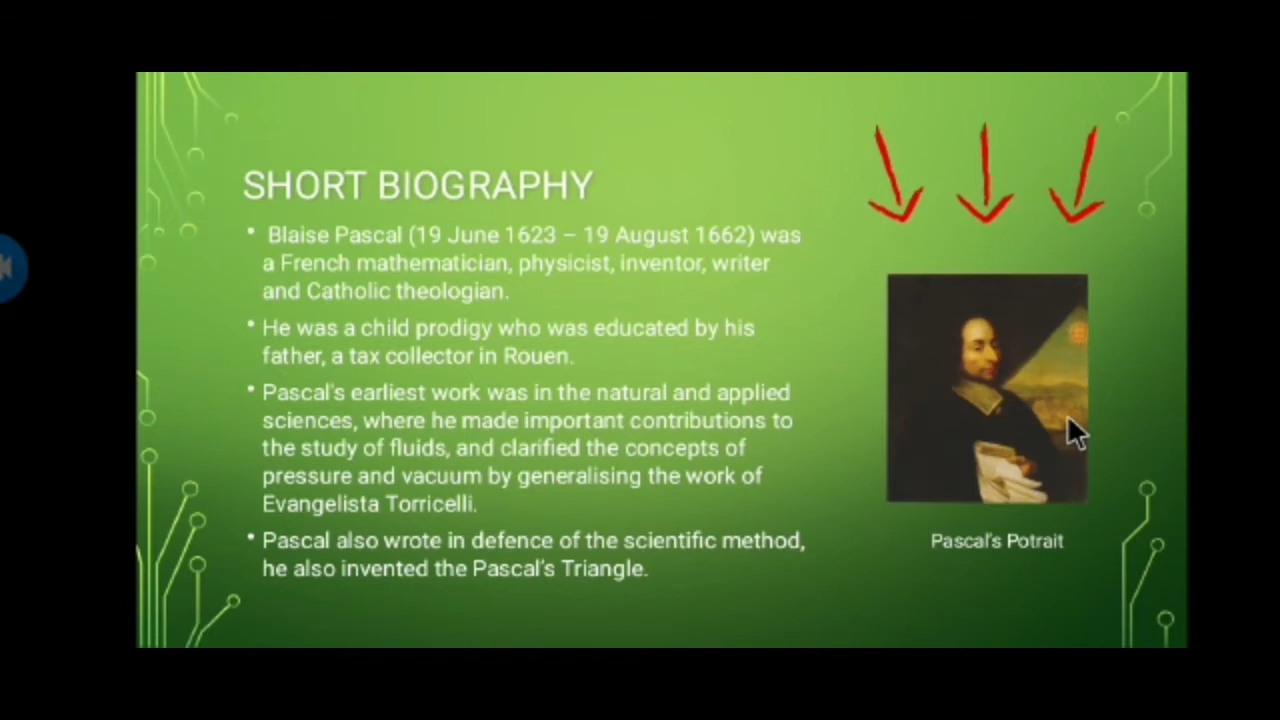 SHORT BIOGRAPHY
• Blaise Pascal (19 June 1623 – 19 August 1662) was
a French mathematician, physicist, inventor, writer
and Catholic theologian.
• He was a child prodigy who was educated by his
father, a tax collector in Rouen.
• Pascal's earliest work was in the natural and applied
sciences, where he made important contributions to
the study of fluids, and clarified the concepts of
pressure and vacuum by generalising the work of
Evangelista Torricelli.
• Pascal also wrote in defence of the scientific method,
he also invented the Pascal's Triangle.
Pascal's Potrait